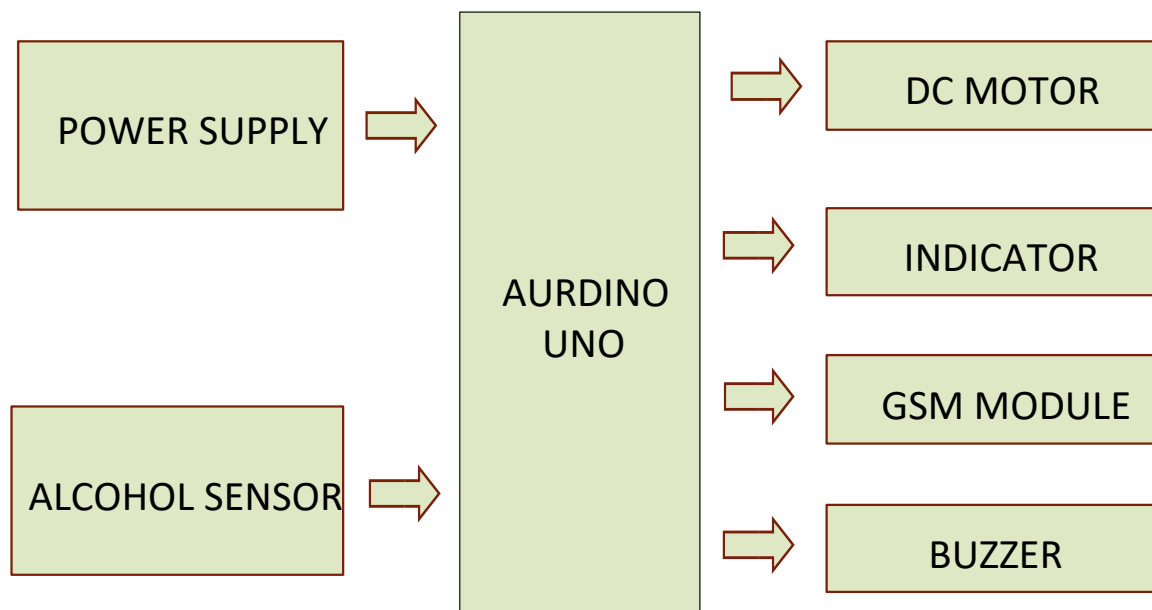 POWER SUPPLY
ALCOHOL SENSOR
AURDINO
UNO
DC MOTOR
INDICATOR
GSM MODULE
BUZZER